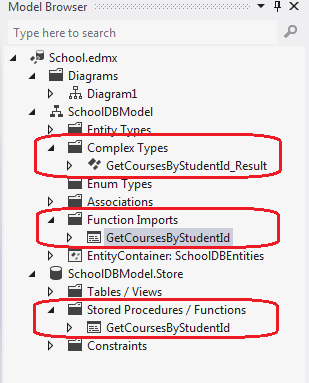 Model Browser
Type here to search
School.edmx
Diagrams
Diagram1
SchoolDBModel
Entity Types
Complex Types
GetCoursesByStudentId_Result
Enum Types
Associations
Function Imports
GetCoursesByStudentId
EntityContainer: SchoolDBEntities
SchoolDBModel.Store
Tables / Views
Stored Procedures / Functions
GetCoursesByStudentId
Constraints